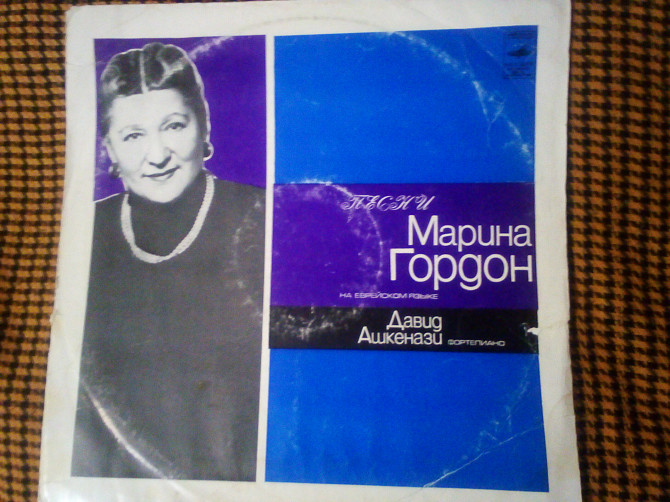 ПЕСНИ
Марина
Гордон
НА ЕВРЕЙСКОМ ЯЗЫКЕ
Давид
Ашкенази ФОРТЕПИАНО